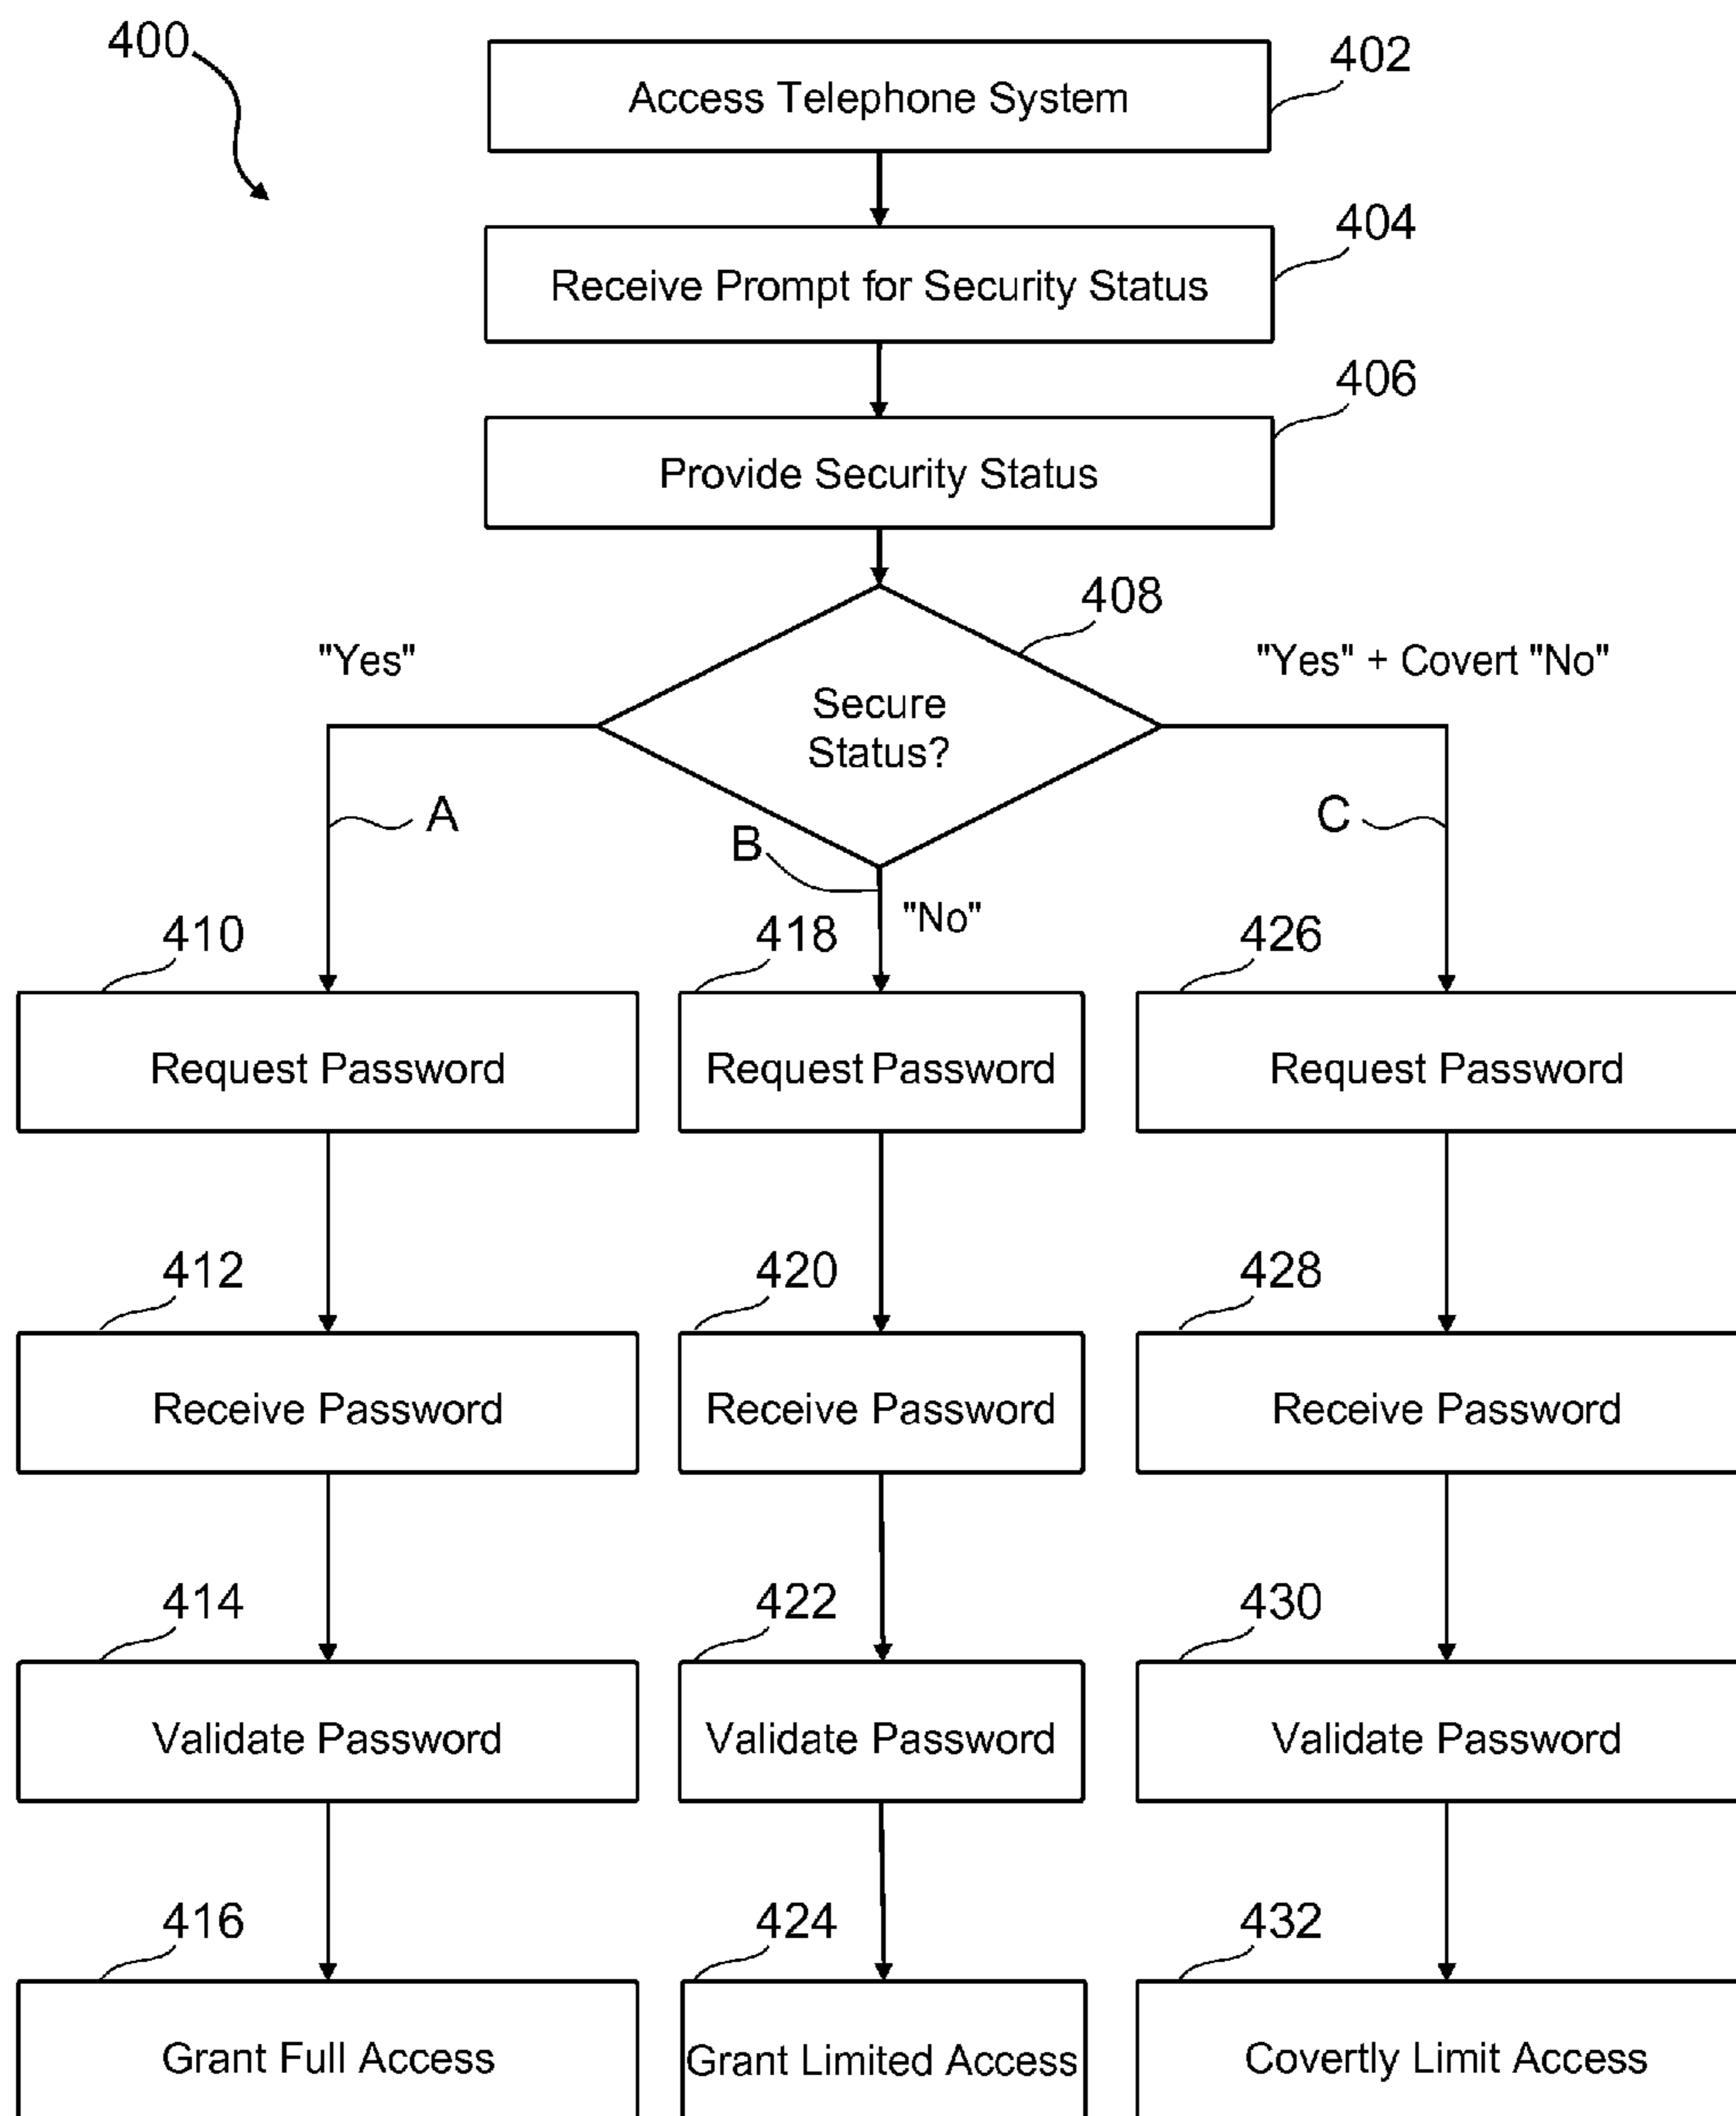 400
402
Access Telephone System
404
Receive Prompt for Security Status
406
Provide Security Status
408
"Yes"
"Yes" + Covert "No"
Secure
Status?
A
B
C
"No"
410
418
426
Request Password
Request Password
Request Password
412
420
428
Receive Password
Receive Password
Receive Password
414
422
430
Validate Password
Validate Password
Validate Password
416
424
432
Grant Full Access
Grant Limited Access
Covertly Limit Access